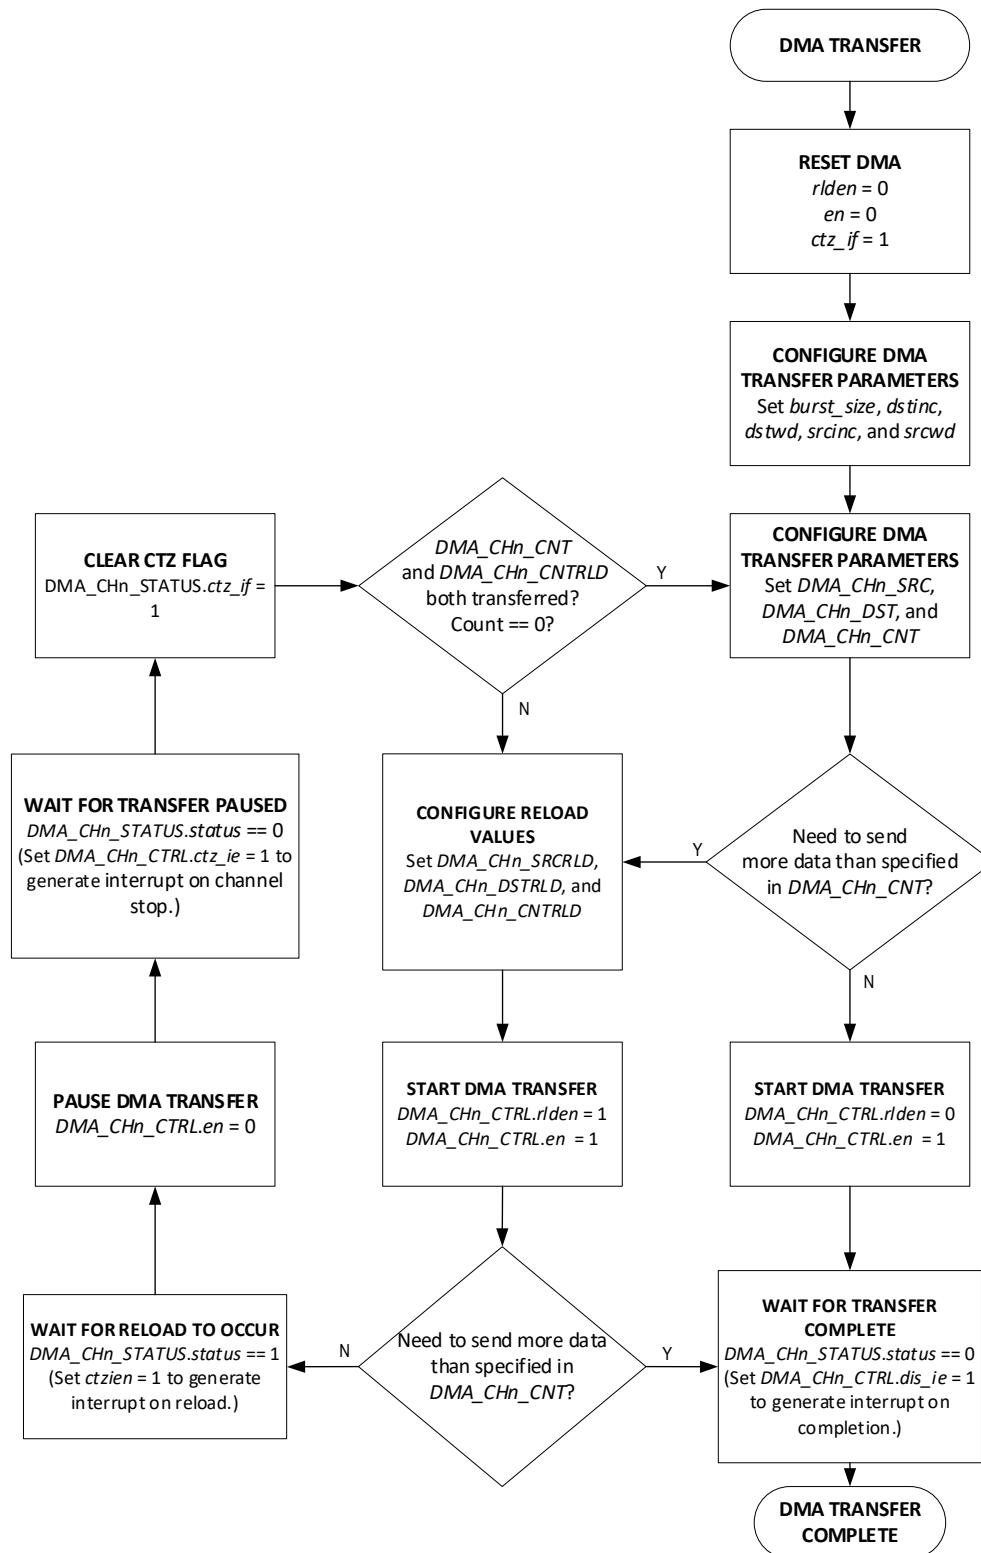 DMA TRANSFER
RESET DMA
rlden = 0
en = 0
ctz_if = 1
CONFIGURE DMA
TRANSFER PARAMETERS
Set burst_size, dstinc,
dstwd, srcinc, and srcwd
CLEAR CTZ FLAG
DMA_CHn_STATUS.ctz_if =
1
DMA_CHn_CNT
and DMA_CHn_CNTRLD
both transferred?
Count == 0?
Y
N
CONFIGURE DMA
TRANSFER PARAMETERS
Set DMA_CHn_SRC,
DMA_CHn_DST, and
DMA_CHn_CNT
WAIT FOR TRANSFER PAUSED
DMA_CHn_STATUS.status == 0
(Set DMA_CHn_CTRL.ctz_ie = 1 to
generate interrupt on channel
stop.)
CONFIGURE RELOAD
VALUES
Set DMA_CHn_SRCRLD,
DMA_CHn_DSTRLD, and
DMA_CHn_CNTRLD
Y
Need to send
more data than specified
in DMA_CHn_CNT?
N
PAUSE DMA TRANSFER
DMA_CHn_CTRL.en = 0
START DMA TRANSFER
DMA_CHn_CTRL.rlden = 1
DMA_CHn_CTRL.en = 1
START DMA TRANSFER
DMA_CHn_CTRL.rlden = 0
DMA_CHn_CTRL.en = 1
WAIT FOR RELOAD TO OCCUR
DMA_CHn_STATUS.status == 1
(Set ctzien = 1 to generate
interrupt on reload.)
N
Need to send more data
than specified in
DMA_CHn_CNT?
Y
WAIT FOR TRANSFER
COMPLETE
DMA_CHn_STATUS.status == 0
(Set DMA_CHn_CTRL.dis_ie = 1
to generate interrupt on
completion.)
DMA TRANSFER
COMPLETE